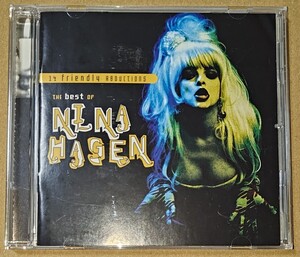 14 friendly ABDUCTIONS
THE best OF
NINA
HAGEN